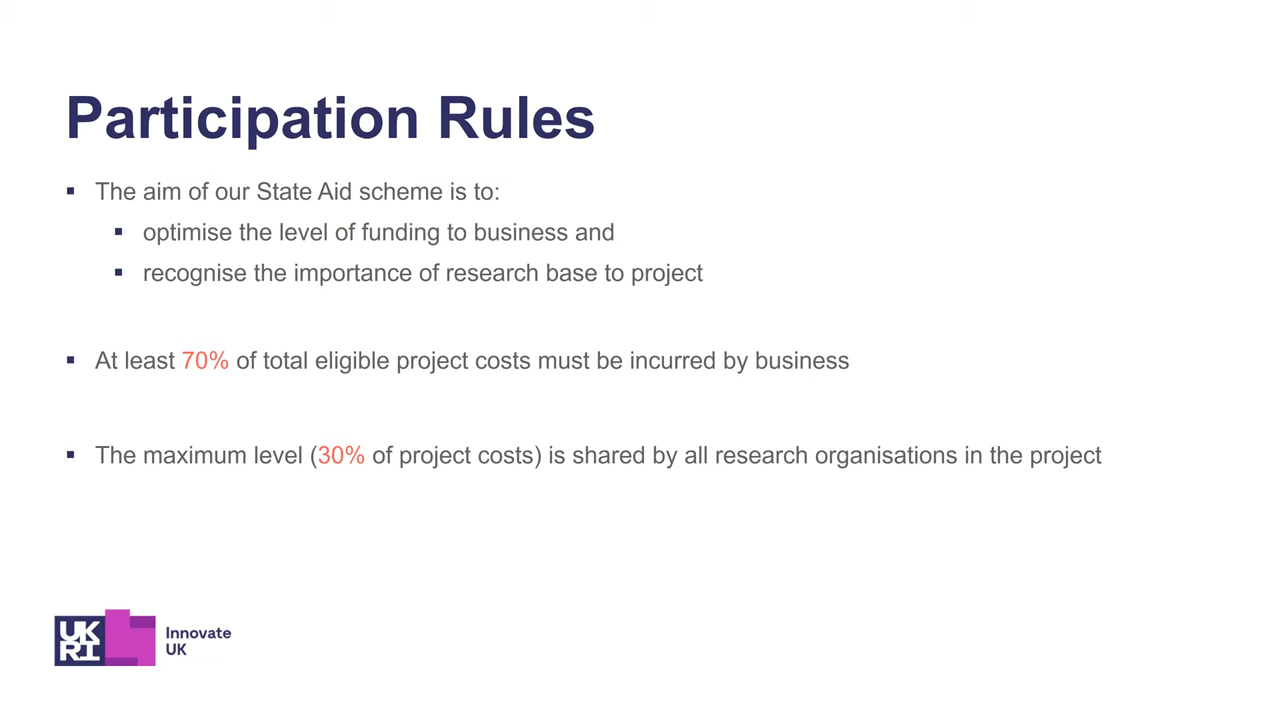 Participation Rules
The aim of our State Aid scheme is to:
optimise the level of funding to business and
recognise the importance of research base to project
At least 70% of total eligible project costs must be incurred by business
The maximum level (30% of project costs) is shared by all research organisations in the project
UK
RI
Innovate
UK